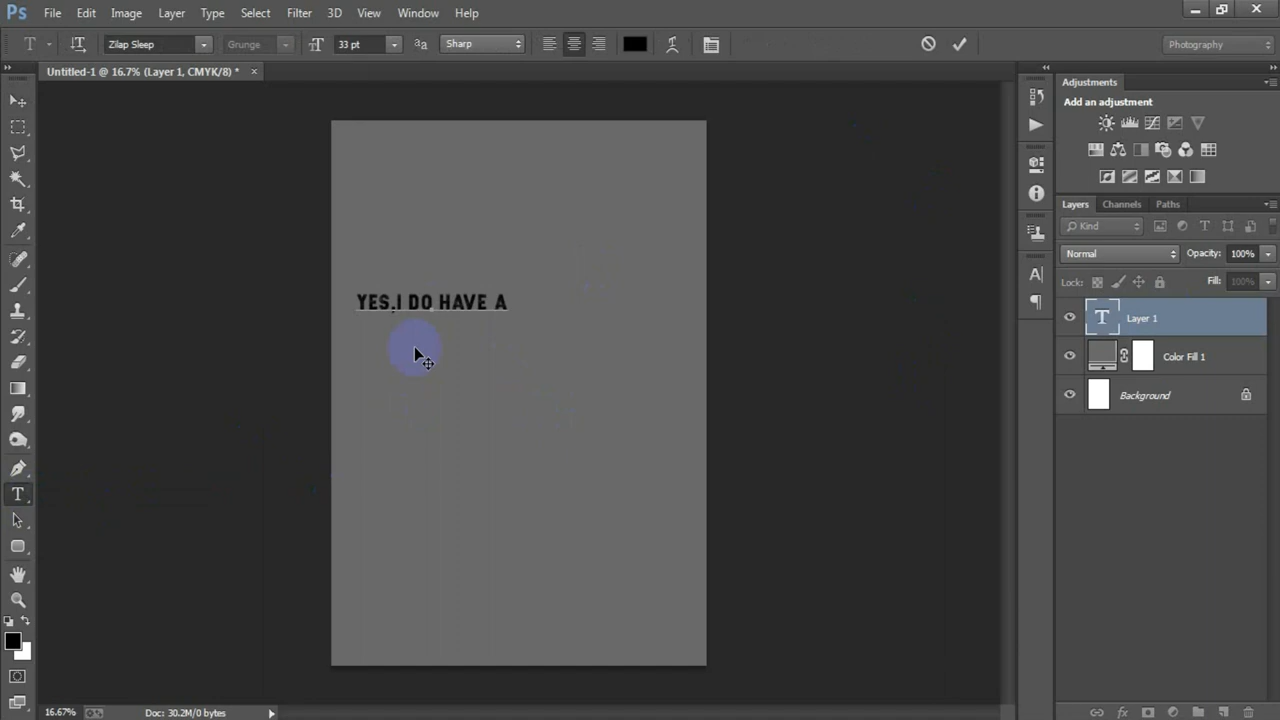 Ps File Edit Image Layer Type Select Filter 3D View Window Help
T Zilap Sleep Grunge 33 pt aa Sharp Photography
Untitled-1 @ 16.7% (Layer 1, CMYK/8) *
Adjustments
Add an adjustment
Layers Channels Paths
Kind
Normal Opacity: 100%
Lock: Fill: 100%
YES,I DO HAVE A
T Layer 1
Color Fill 1
Background
16.67% Doc: 30.2M/0 bytes